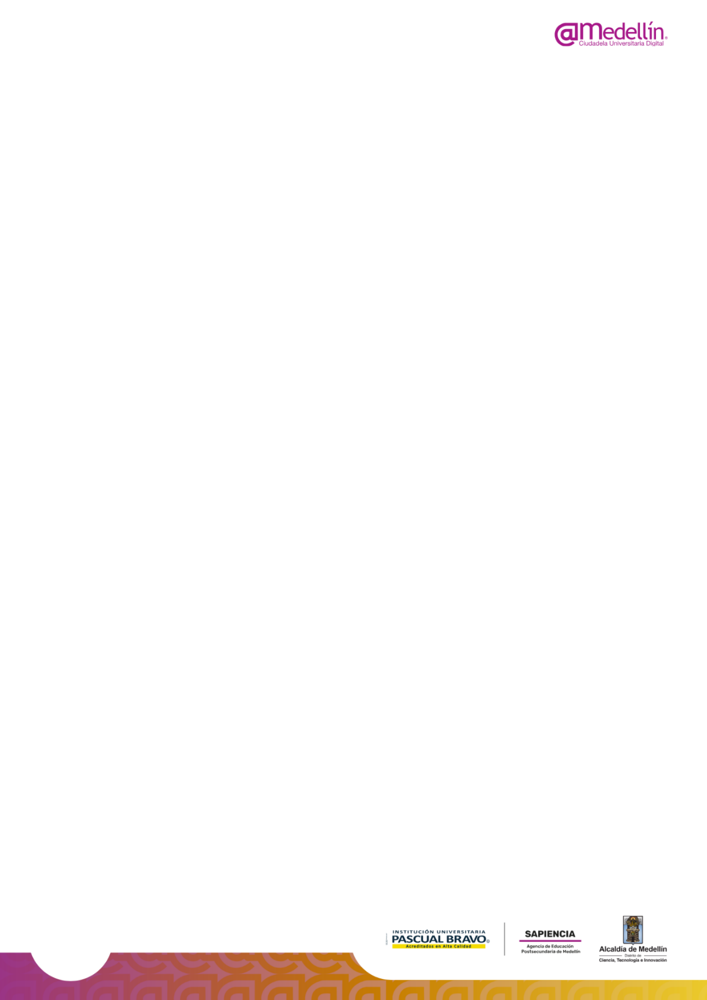 @Medellín®
Ciudadela Universitaria Digital
INSTITUCIÓN UNIVERSITARIA
PASCUAL BRAVO®
Acreditados en Alta Calidad
SAPIENCIA
Agencia de Educación
Postsecundaria de Medellín
Alcaldía de Medellín
Distrito de
Ciencia, Tecnología e Innovación